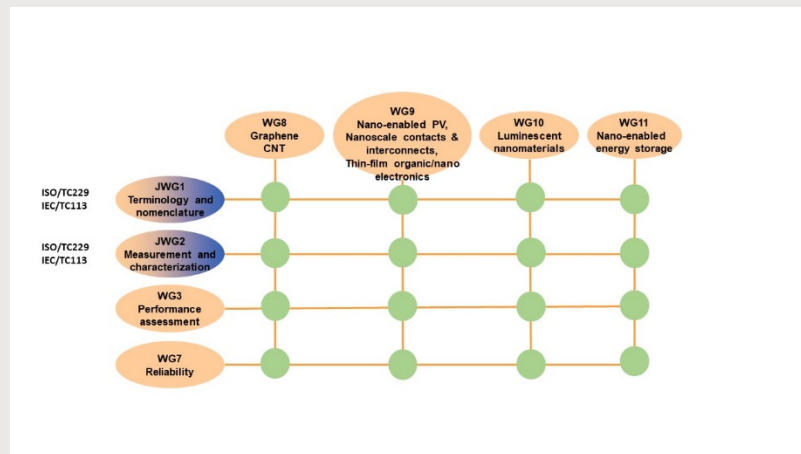 WG8
Graphene
CNT
WG9
Nano-enabled PV,
Nanoscale contacts &
interconnects,
Thin-film organic/nano
electronics
WG10
Luminescent
nanomaterials
WG11
Nano-enabled
energy storage
ISO/TC229
IEC/TC113
JWG1
Terminology and
nomenclature
ISO/TC229
IEC/TC113
JWG2
Measurement and
characterization
WG3
Performance
assessment
WG7
Reliability